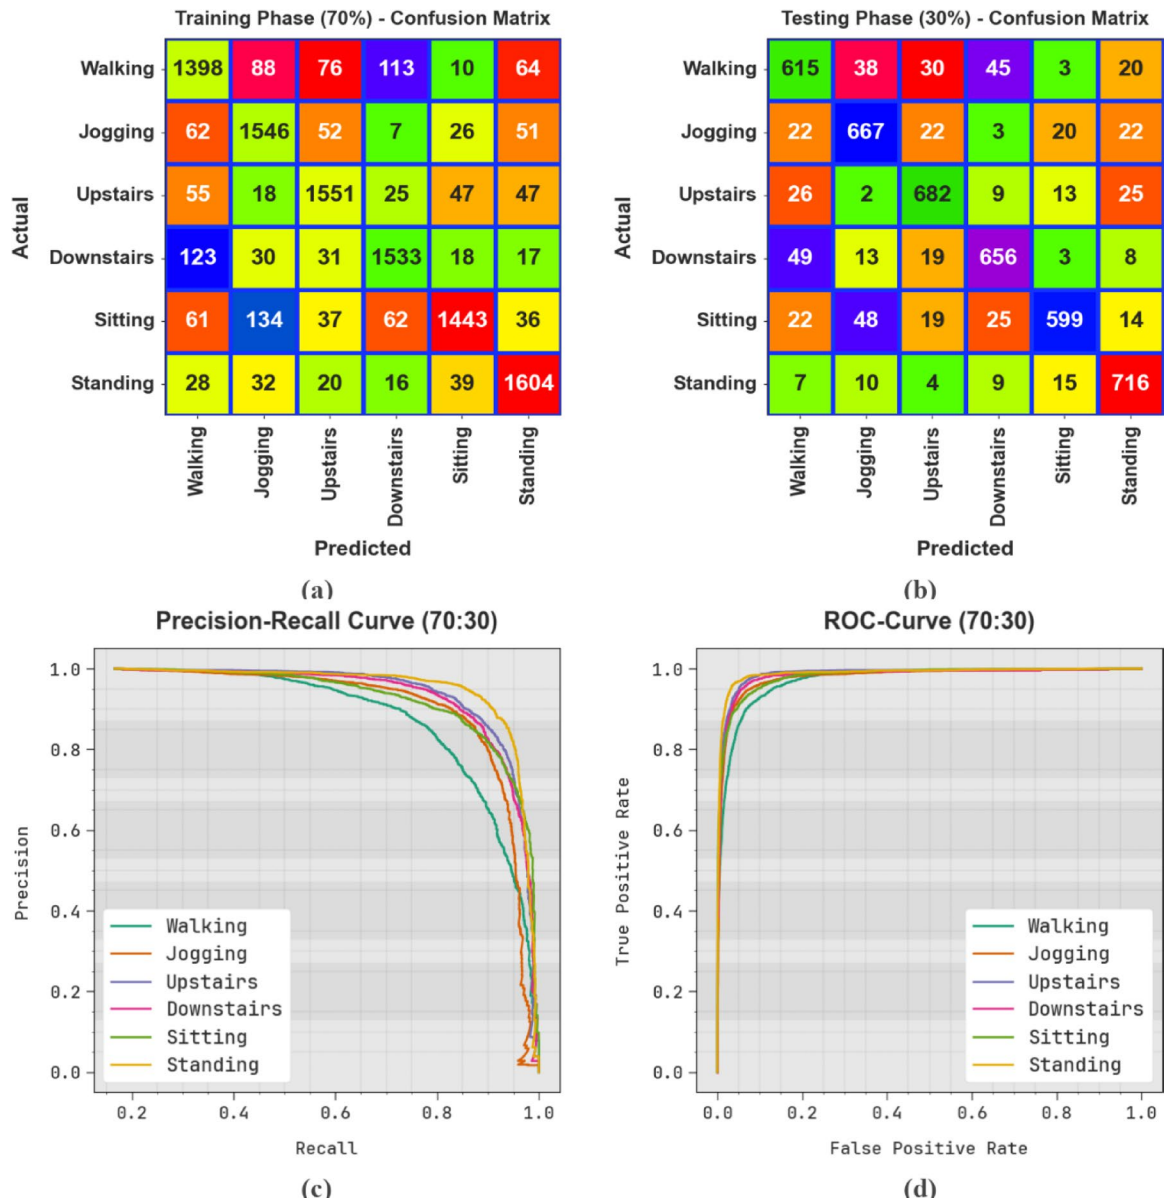 Training Phase (70%) - Confusion Matrix
Walking 1398 88 76 113 10 64
Jogging 62 1546 52 7 26 51
Upstairs 55 18 1551 25 47 47
Downstairs 123 30 31 1533 18 17
Sitting 61 134 37 62 1443 36
Standing 28 32 20 16 39 1604
Actual
Walking Jogging Upstairs Downstairs Sitting Standing
Predicted
(a)
Testing Phase (30%) - Confusion Matrix
Walking 615 38 30 45 3 20
Jogging 22 667 22 3 20 22
Upstairs 26 2 682 9 13 25
Downstairs 49 13 19 656 3 8
Sitting 22 48 19 25 599 14
Standing 7 10 4 9 15 716
Actual
Walking Jogging Upstairs Downstairs Sitting Standing
Predicted
(b)
Precision-Recall Curve (70:30)
1.0
0.8
0.6
0.4
0.2
0.0
Precision
Walking
Jogging
Upstairs
Downstairs
Sitting
Standing
0.2 0.4 0.6 0.8 1.0
Recall
(c)
ROC-Curve (70:30)
1.0
0.8
0.6
0.4
0.2
0.0
True Positive Rate
Walking
Jogging
Upstairs
Downstairs
Sitting
Standing
0.0 0.2 0.4 0.6 0.8 1.0
False Positive Rate
(d)